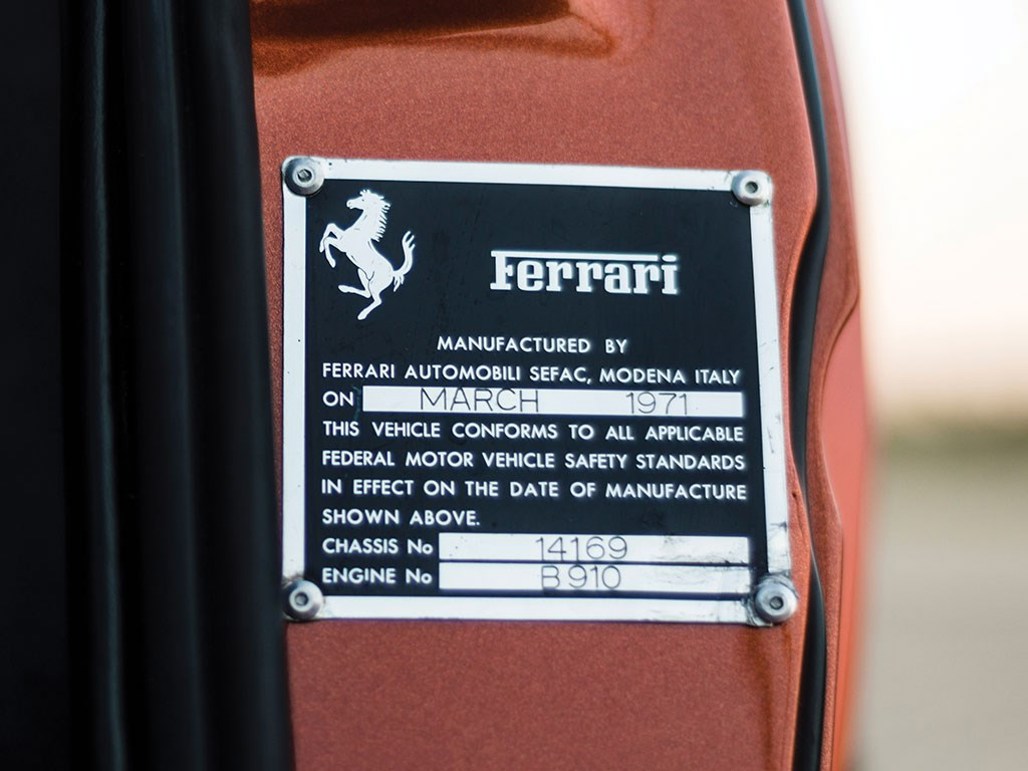 Ferrari
MANUFACTURED BY
FERRARI AUTOMOBILI SEFAC, MODENA ITALY
ON MARCH 1971
THIS VEHICLE CONFORMS TO ALL APPLICABLE
FEDERAL MOTOR VEHICLE SAFETY STANDARDS
IN EFFECT ON THE DATE OF MANUFACTURE
SHOWN ABOVE.
CHASSIS No 14169
ENGINE No B910